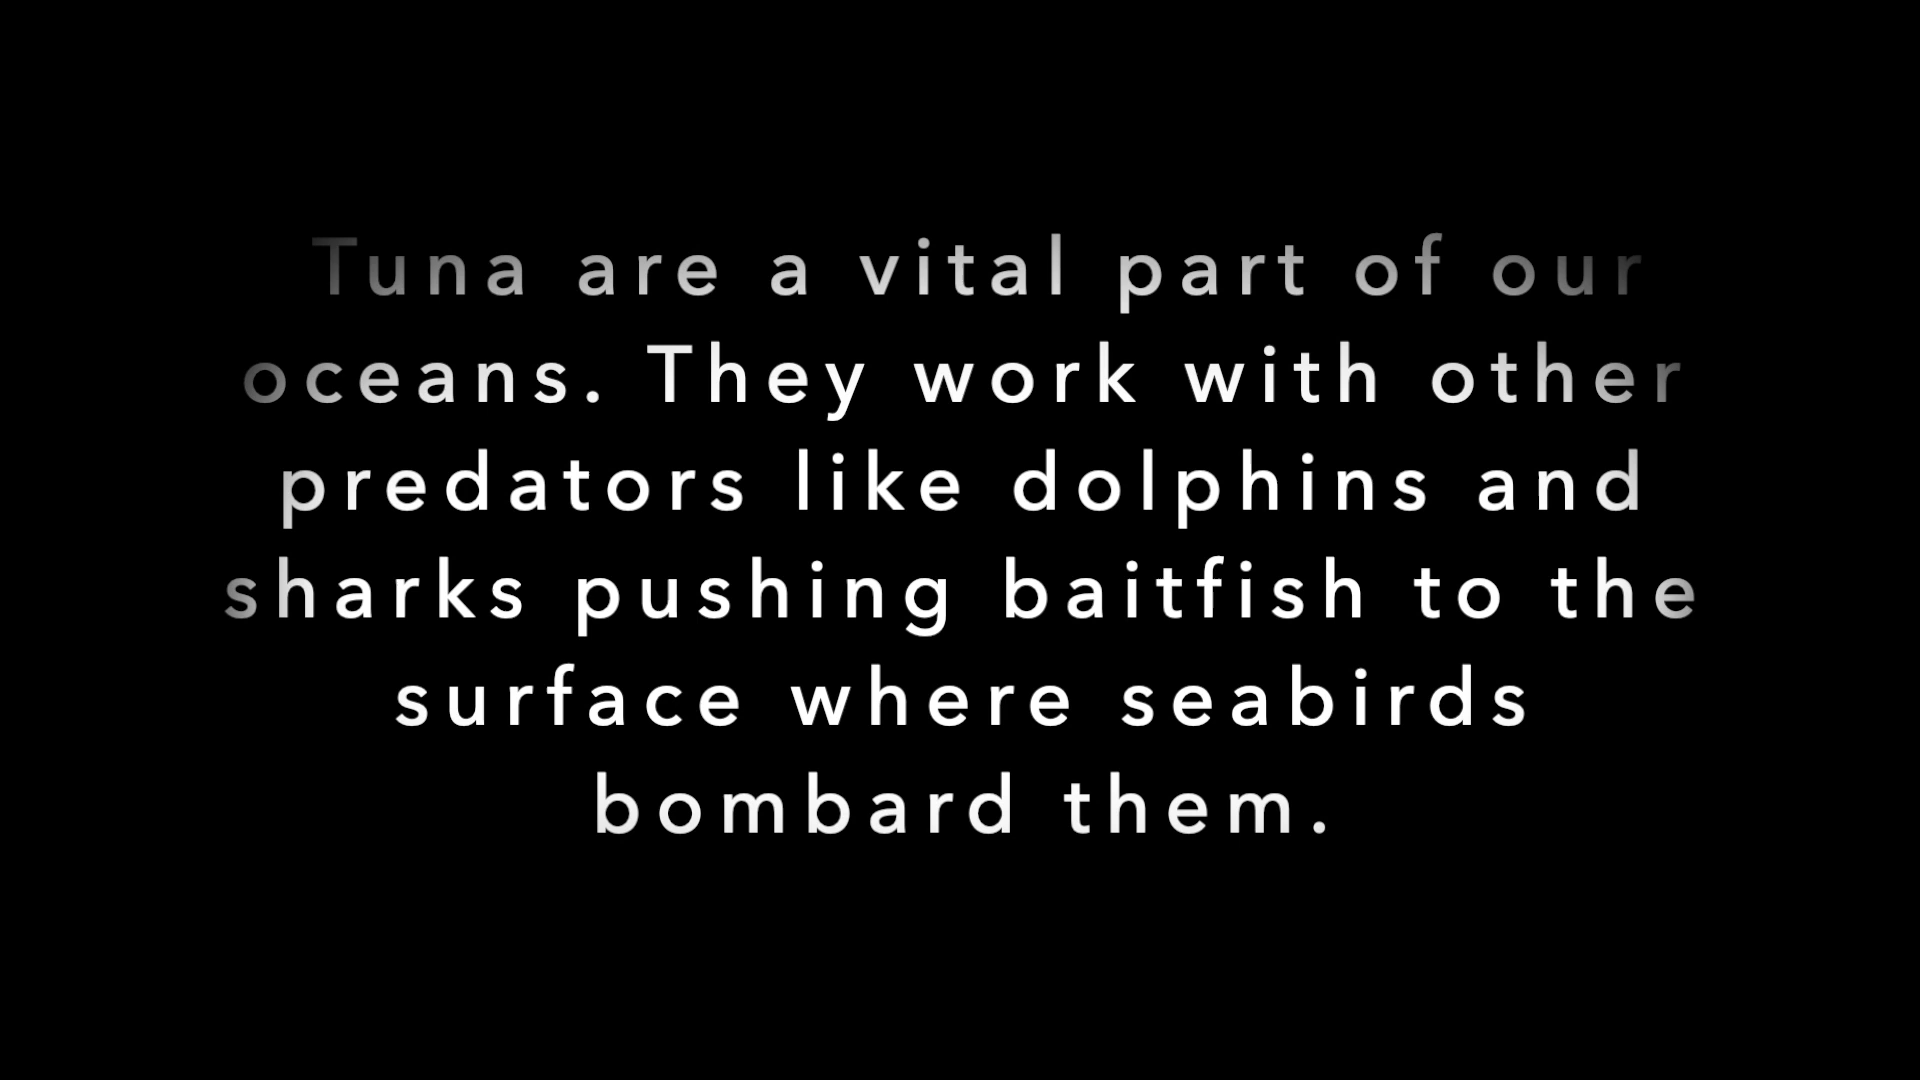 Tuna are a vital part of our
oceans. They work with other
predators like dolphins and
sharks pushing baitfish to the
surface where seabirds
bombard them.